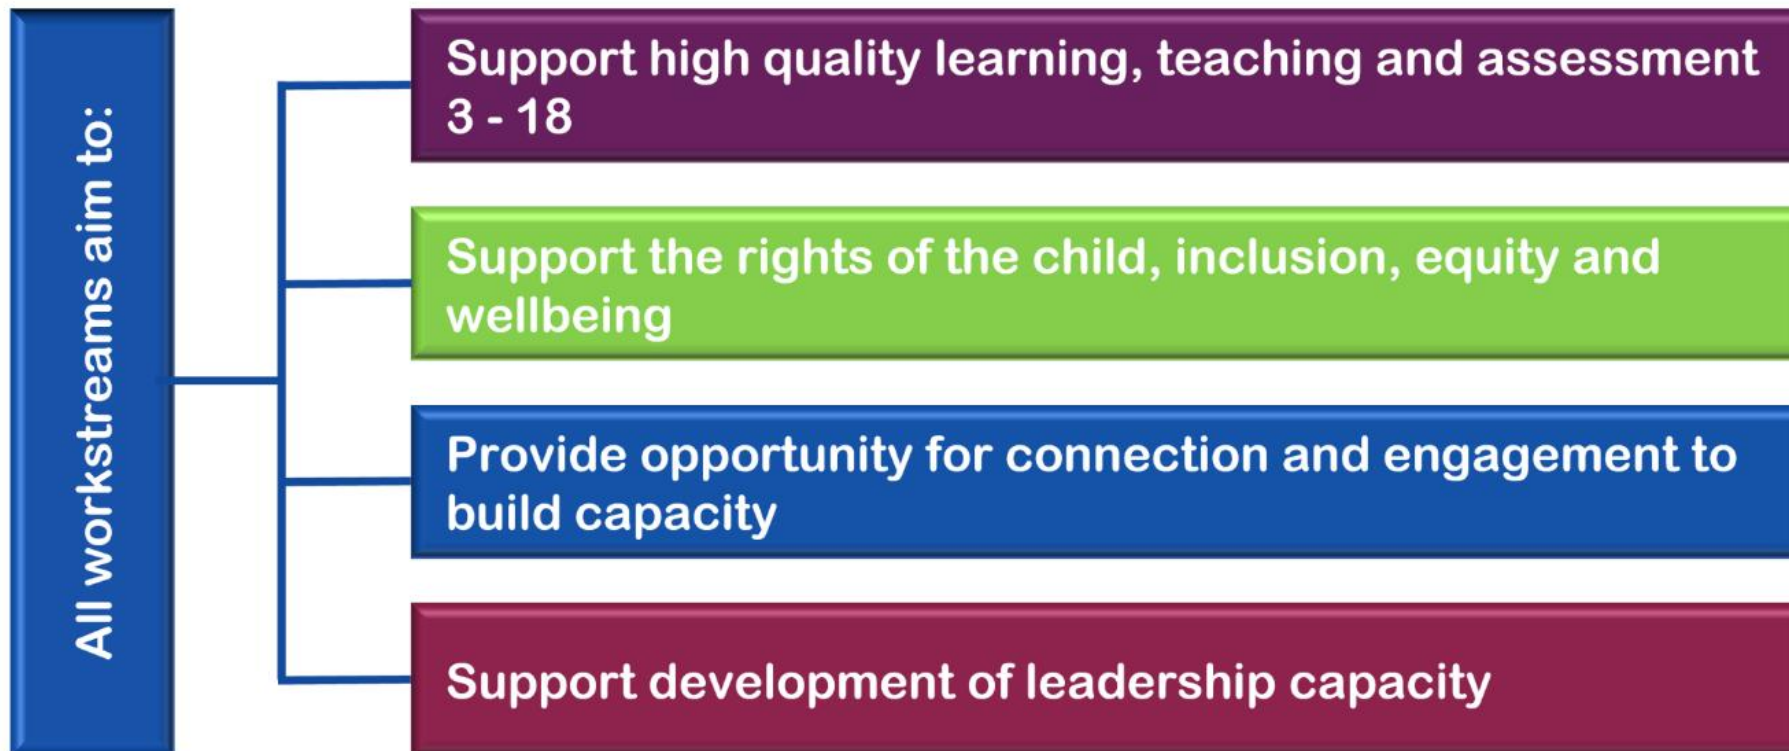 All workstreams aim to:
Support high quality learning, teaching and assessment
3 - 18
Support the rights of the child, inclusion, equity and
wellbeing
Provide opportunity for connection and engagement to
build capacity
Support development of leadership capacity